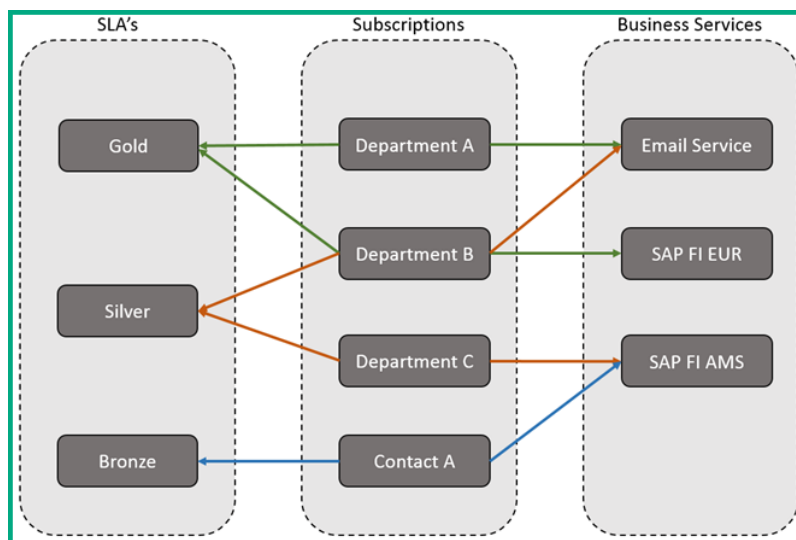 SLA's
Subscriptions
Business Services
Gold
Department A
Email Service
Department B
SAP FI EUR
Silver
Department C
SAP FI AMS
Bronze
Contact A